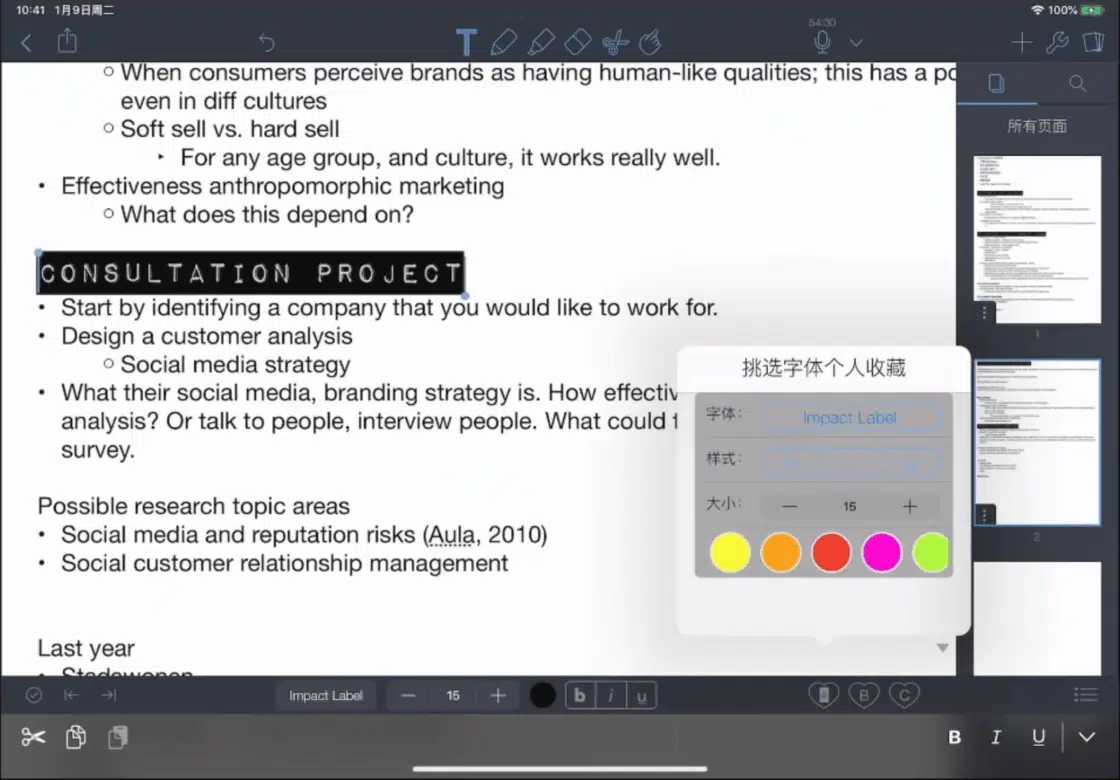 10:41 1月9日周二
100%
54:30
T
When consumers perceive brands as having human-like qualities; this has a po
even in diff cultures
Soft sell vs. hard sell
For any age group, and culture, it works really well.
• Effectiveness anthropomorphic marketing
What does this depend on?
CONSULTATION PROJECT
• Start by identifying a company that you would like to work for.
• Design a customer analysis
Social media strategy
• What their social media, branding strategy is. How effectiv
analysis? Or talk to people, interview people. What could t
survey.
Possible research topic areas
• Social media and reputation risks (Aula, 2010)
• Social customer relationship management
Last year
所有页面
1
2
挑选字体个人收藏
字体: Impact Label
样式:
大小: — 15 +
Impact Label — 15 + b i u
B C
B I U